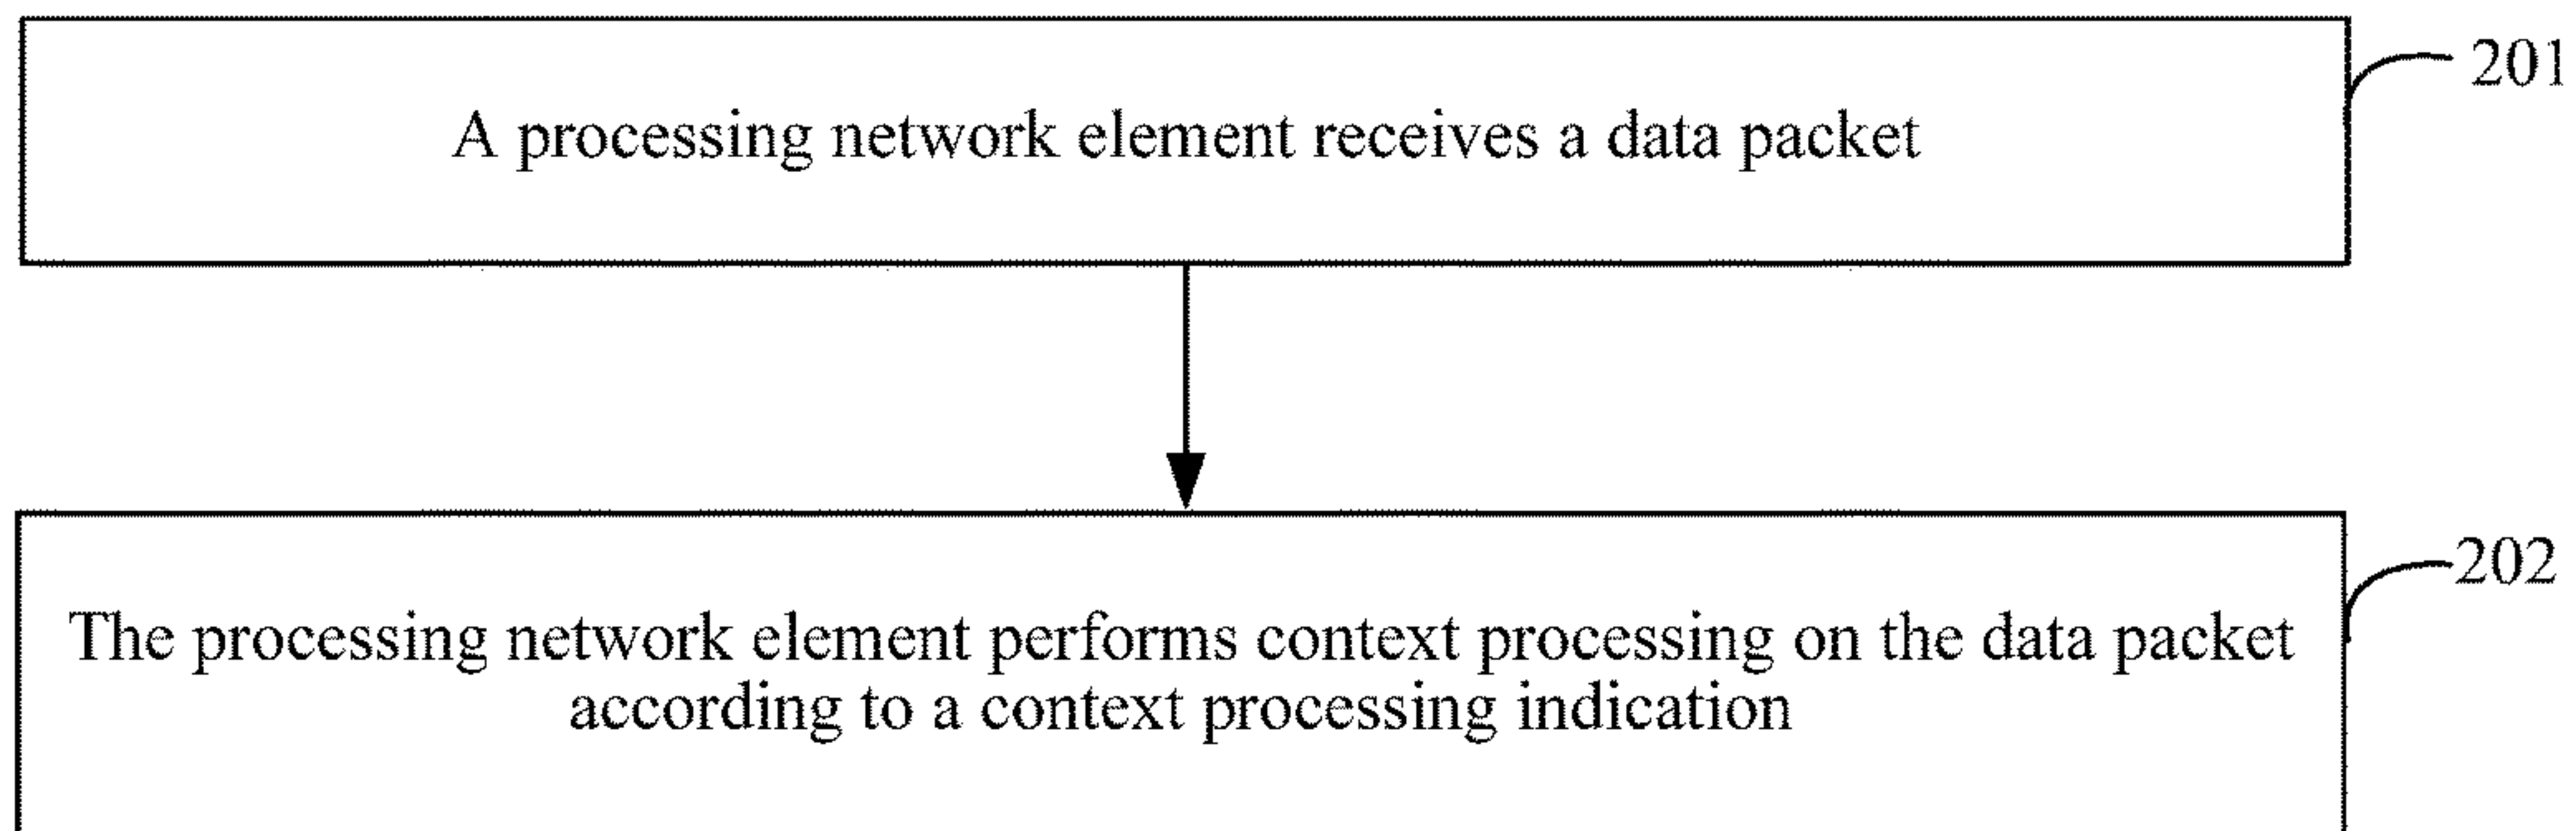 201
A processing network element receives a data packet
202
The processing network element performs context processing on the data packet
according to a context processing indication